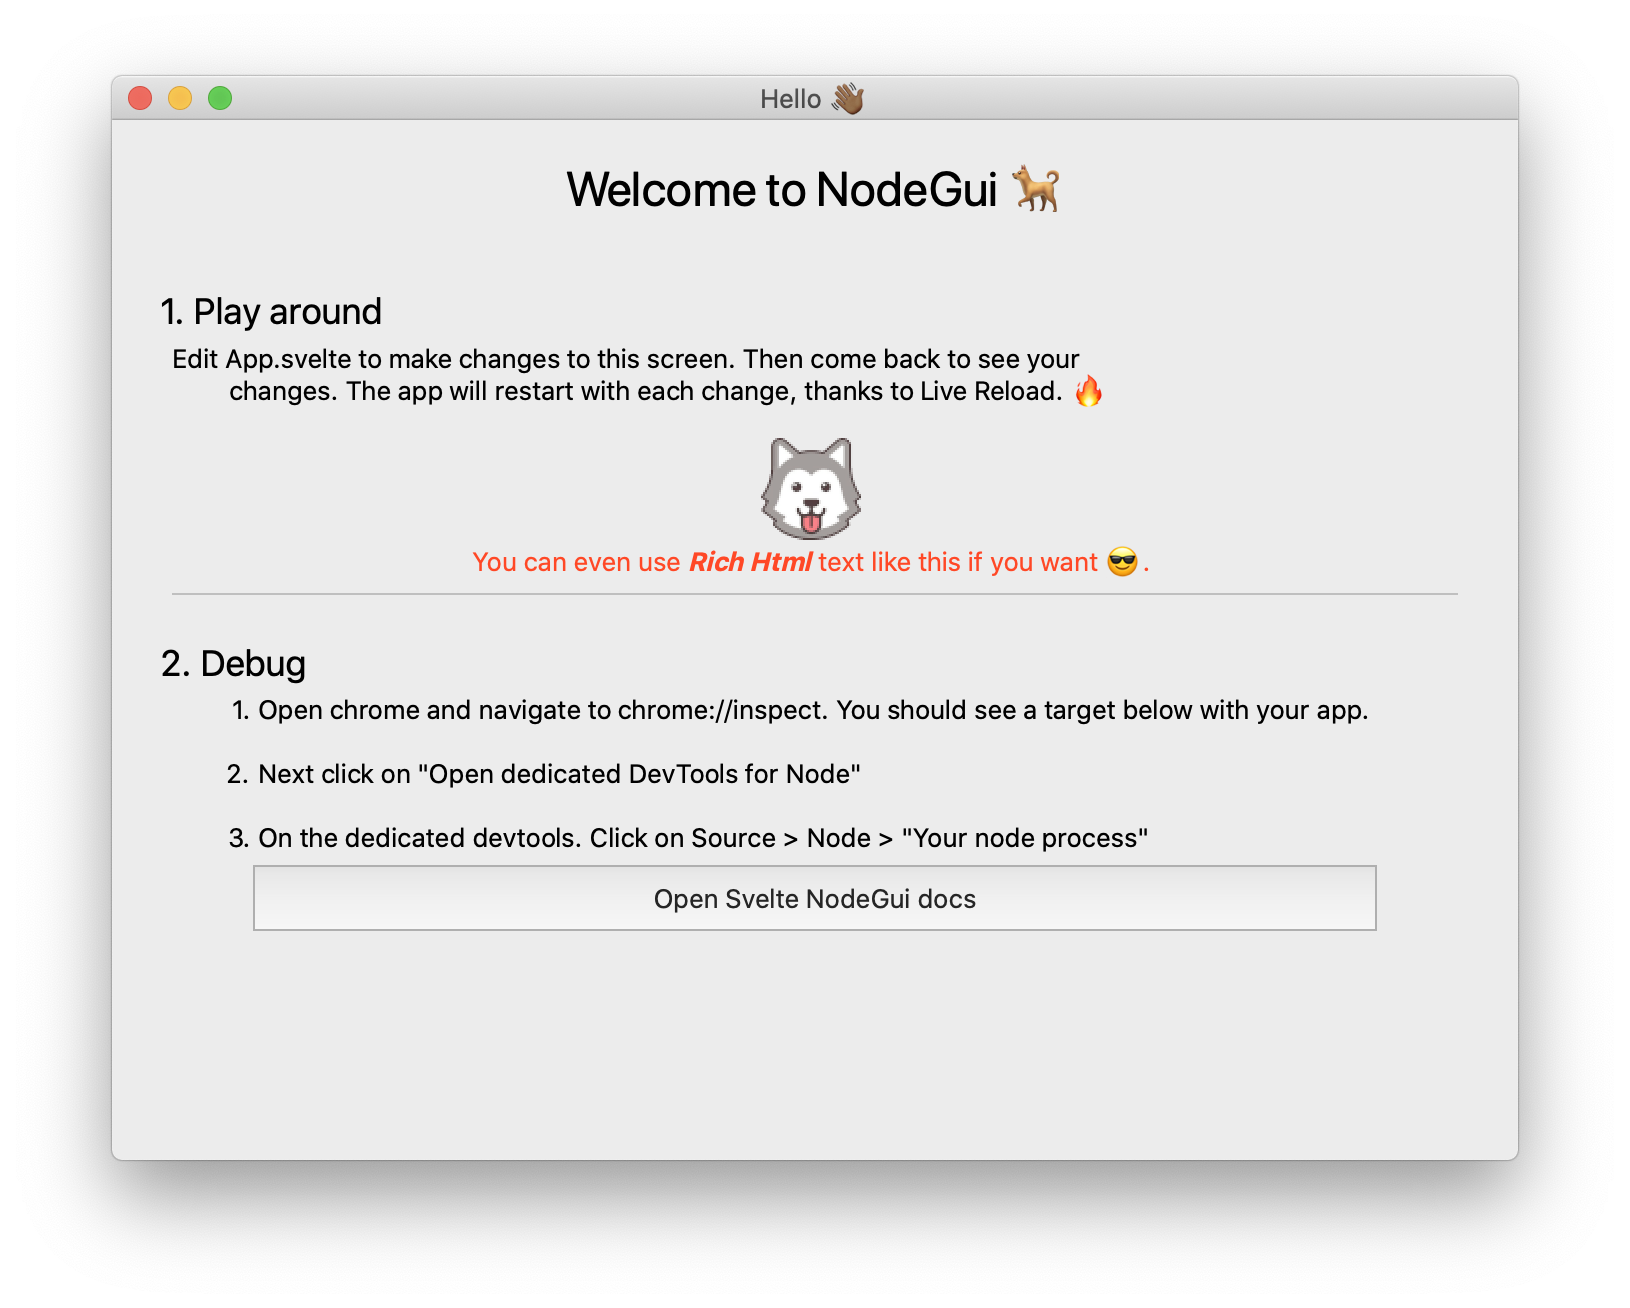 Hello 👋🏾
Welcome to NodeGui 🐕
1. Play around
Edit App.svelte to make changes to this screen. Then come back to see your
changes. The app will restart with each change, thanks to Live Reload. 🔥
You can even use Rich Html text like this if you want 😎.
2. Debug
1. Open chrome and navigate to chrome://inspect. You should see a target below with your app.
2. Next click on "Open dedicated DevTools for Node"
3. On the dedicated devtools. Click on Source > Node > "Your node process"
Open Svelte NodeGui docs